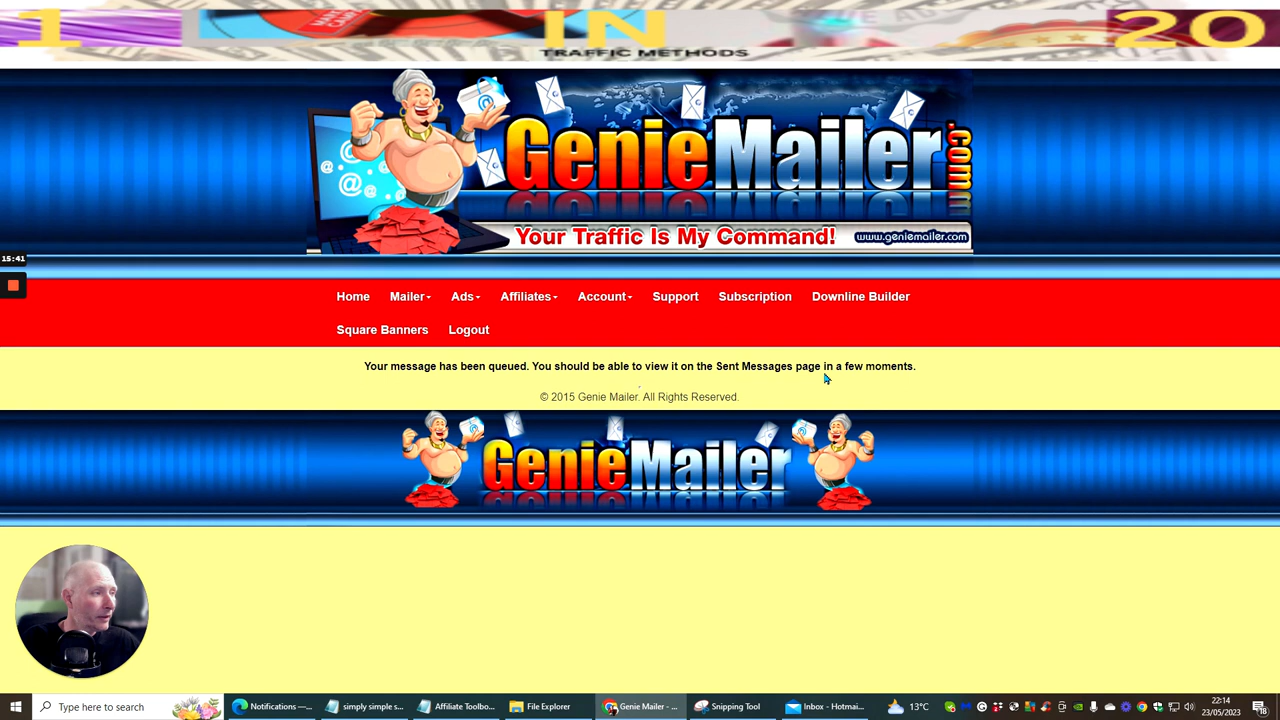 1 IN 20
TRAFFIC METHODS
GenieMailer.com
Your Traffic Is My Command!
www.geniemailer.com
15:41
Home Mailer Ads Affiliates Account Support Subscription Downline Builder
Square Banners Logout
Your message has been queued. You should be able to view it on the Sent Messages page in a few moments.
© 2015 Genie Mailer. All Rights Reserved.
GenieMailer
Type here to search
Notifications —...
simply simple s...
Affiliate Toolbo...
File Explorer
Genie Mailer - ...
Snipping Tool
Inbox - Hotmai...
13°C
22:14
23/05/2023
18